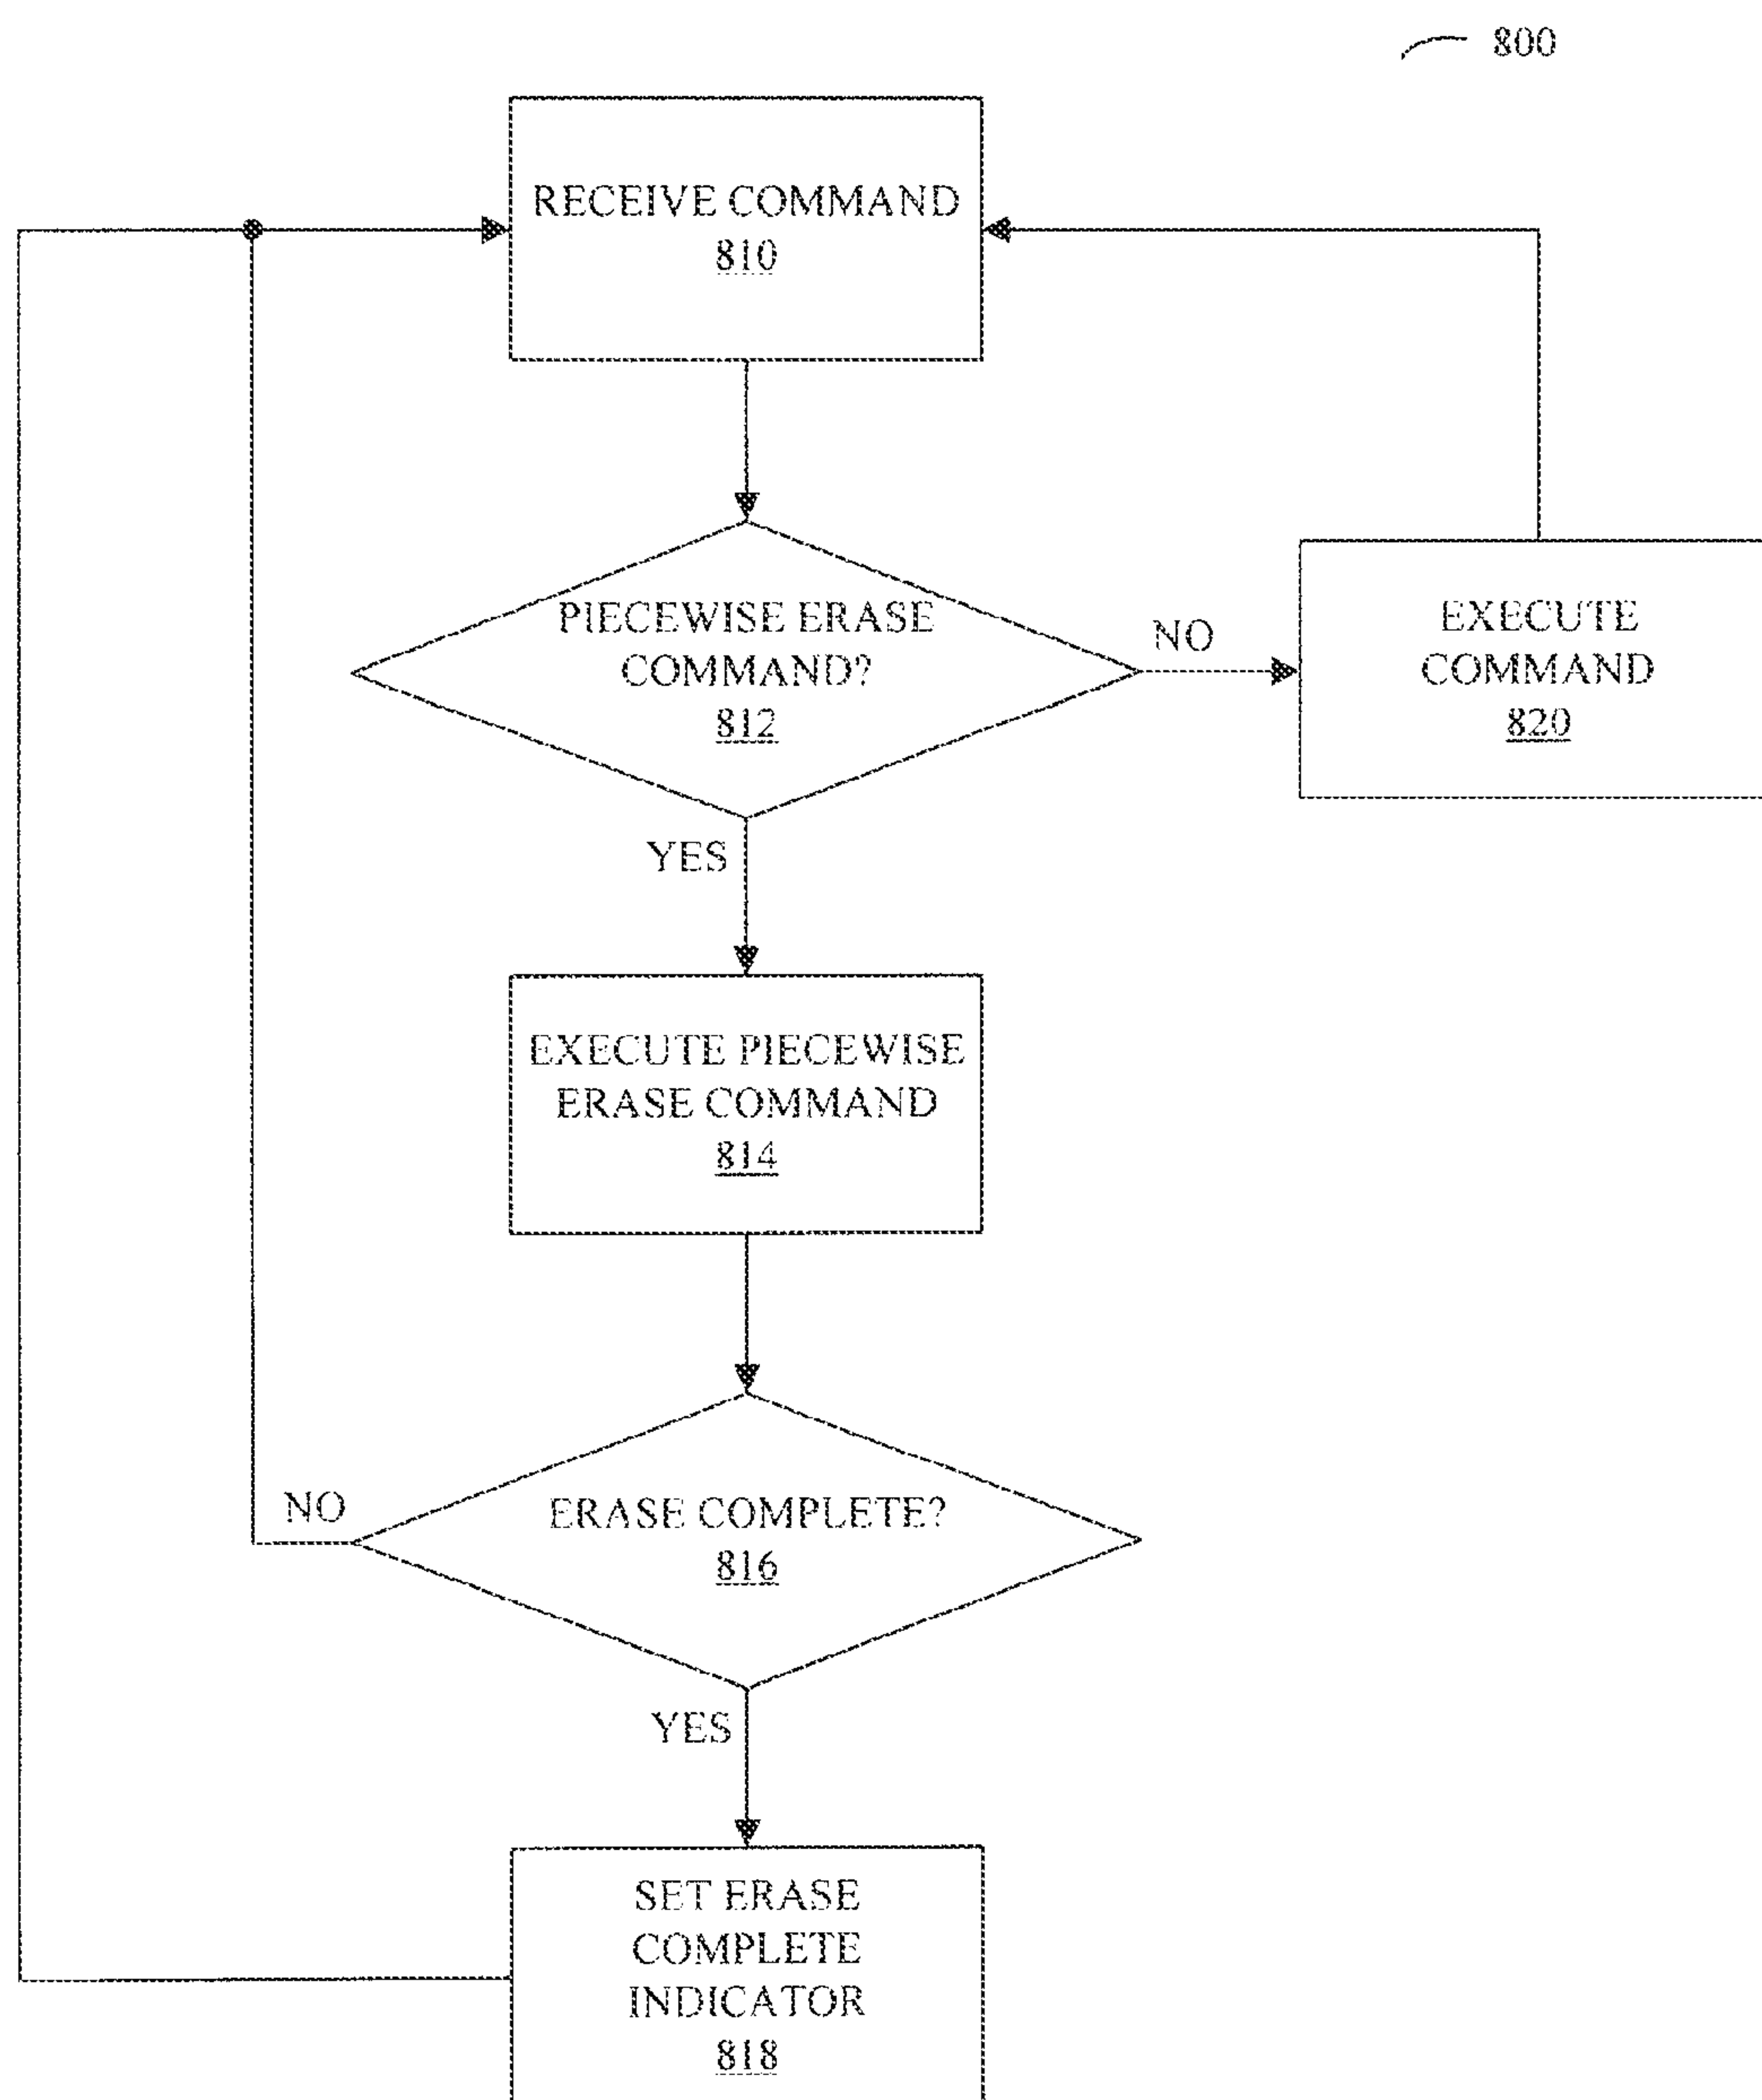 800
RECEIVE COMMAND
810
PIECEWISE ERASE
COMMAND?
812
NO
EXECUTE
COMMAND
820
YES
EXECUTE PIECEWISE
ERASE COMMAND
814
NO
ERASE COMPLETE?
816
YES
SET ERASE
COMPLETE
INDICATOR
818